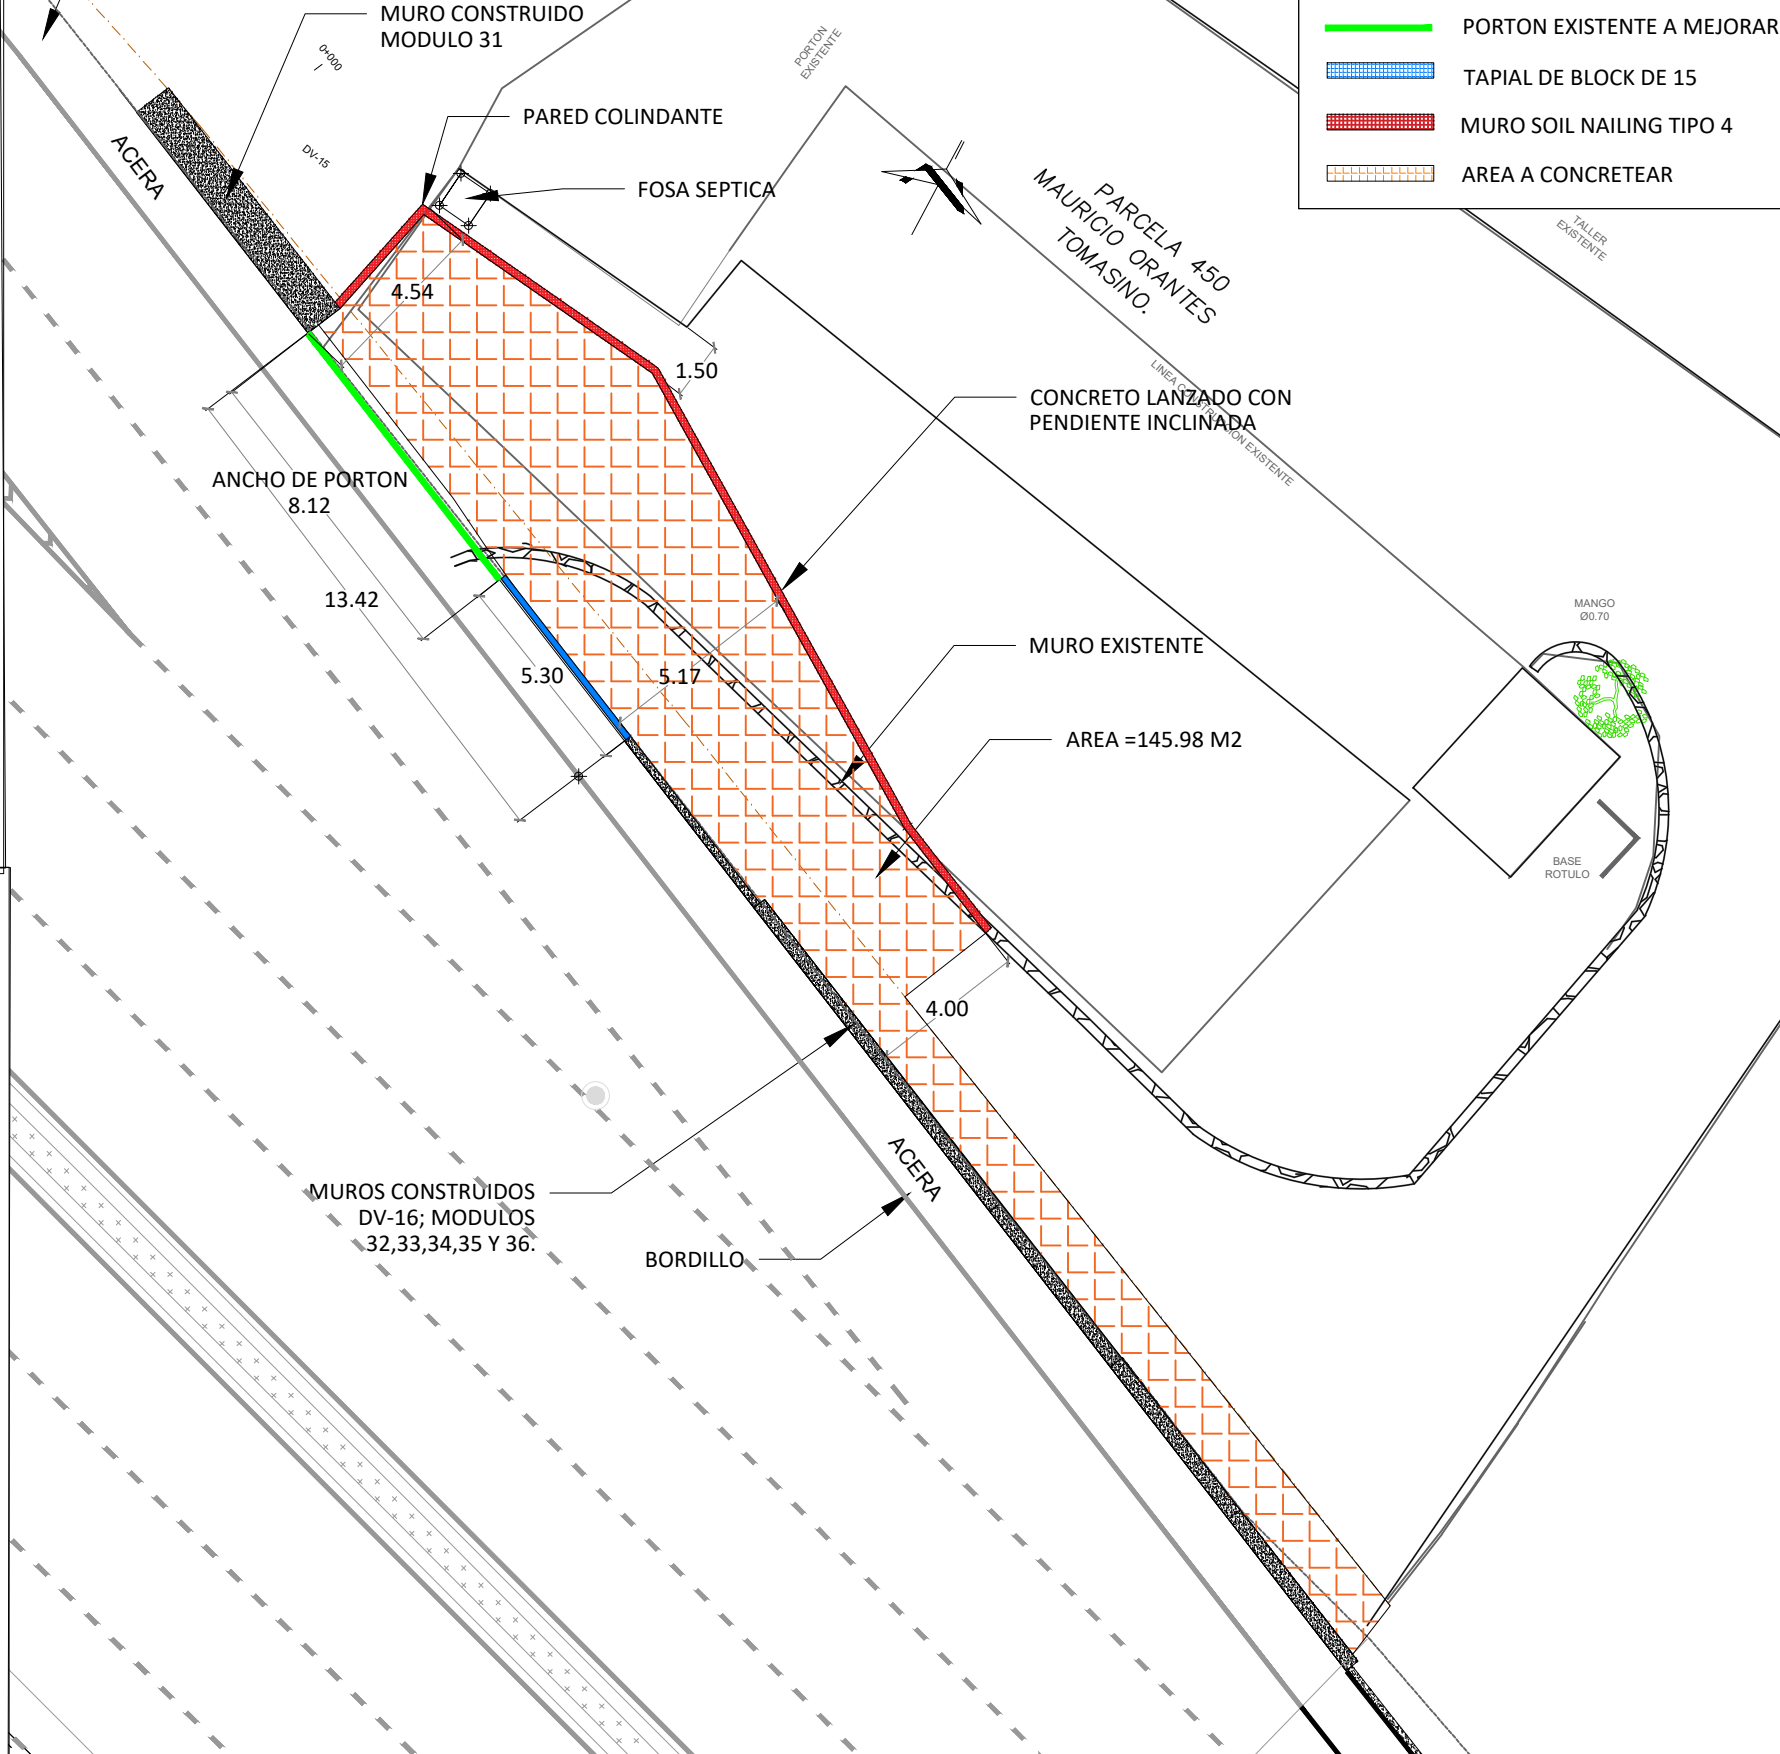 MURO CONSTRUIDO
MODULO 31
0+000
DV-15
ACERA
PARED COLINDANTE
FOSA SEPTICA
PORTON
EXISTENTE
PORTON EXISTENTE A MEJORAR
TAPIAL DE BLOCK DE 15
MURO SOIL NAILING TIPO 4
AREA A CONCRETEAR
TALLER
EXISTENTE
PARCELA 450
MAURICIO ORANTES
TOMASINO.
LINEA CONSTRUCCION EXISTENTE
4.54
1.50
CONCRETO LANZADO CON
PENDIENTE INCLINADA
ANCHO DE PORTON
8.12
13.42
5.30
5.17
MURO EXISTENTE
AREA =145.98 M2
MANGO
Ø0.70
BASE
ROTULO
4.00
ACERA
MUROS CONSTRUIDOS
DV-16; MODULOS
32,33,34,35 Y 36.
BORDILLO